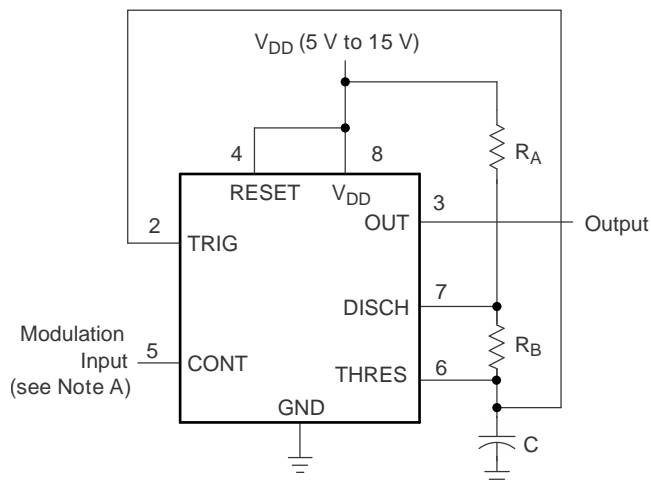 V_DD (5 V to 15 V)
4
8
R_A
RESET
V_DD
3
2
OUT
Output
TRIG
7
DISCH
Modulation
Input
(see Note A)
5
CONT
R_B
6
THRES
GND
C